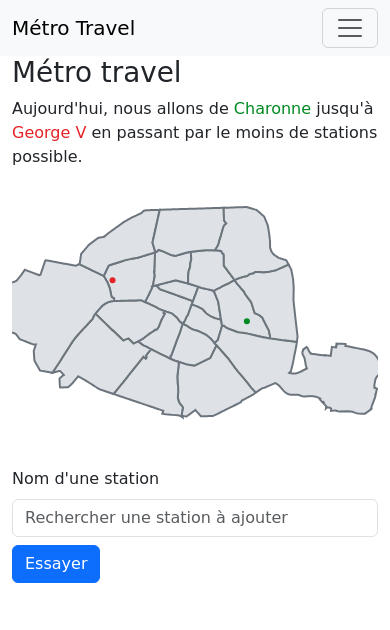 Métro Travel
Métro travel
Aujourd'hui, nous allons de Charonne jusqu'à
George V en passant par le moins de stations
possible.
Nom d'une station
Rechercher une station à ajouter
Essayer